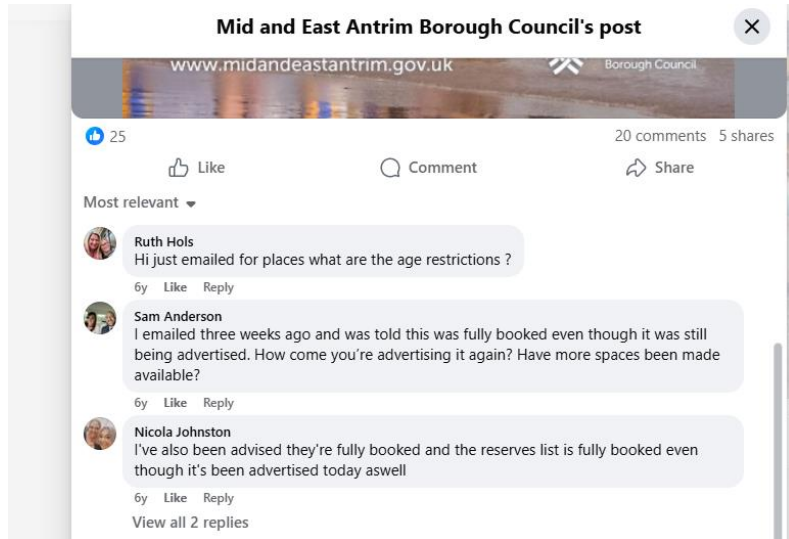 Mid and East Antrim Borough Council's post
www.midandeastantrim.gov.uk
Borough Council
25
20 comments 5 shares
Like Comment Share
Most relevant
Ruth Hols
Hi just emailed for places what are the age restrictions ?
6y Like Reply
Sam Anderson
I emailed three weeks ago and was told this was fully booked even though it was still
being advertised. How come you're advertising it again? Have more spaces been made
available?
6y Like Reply
Nicola Johnston
I've also been advised they're fully booked and the reserves list is fully booked even
though it's been advertised today aswell
6y Like Reply
View all 2 replies